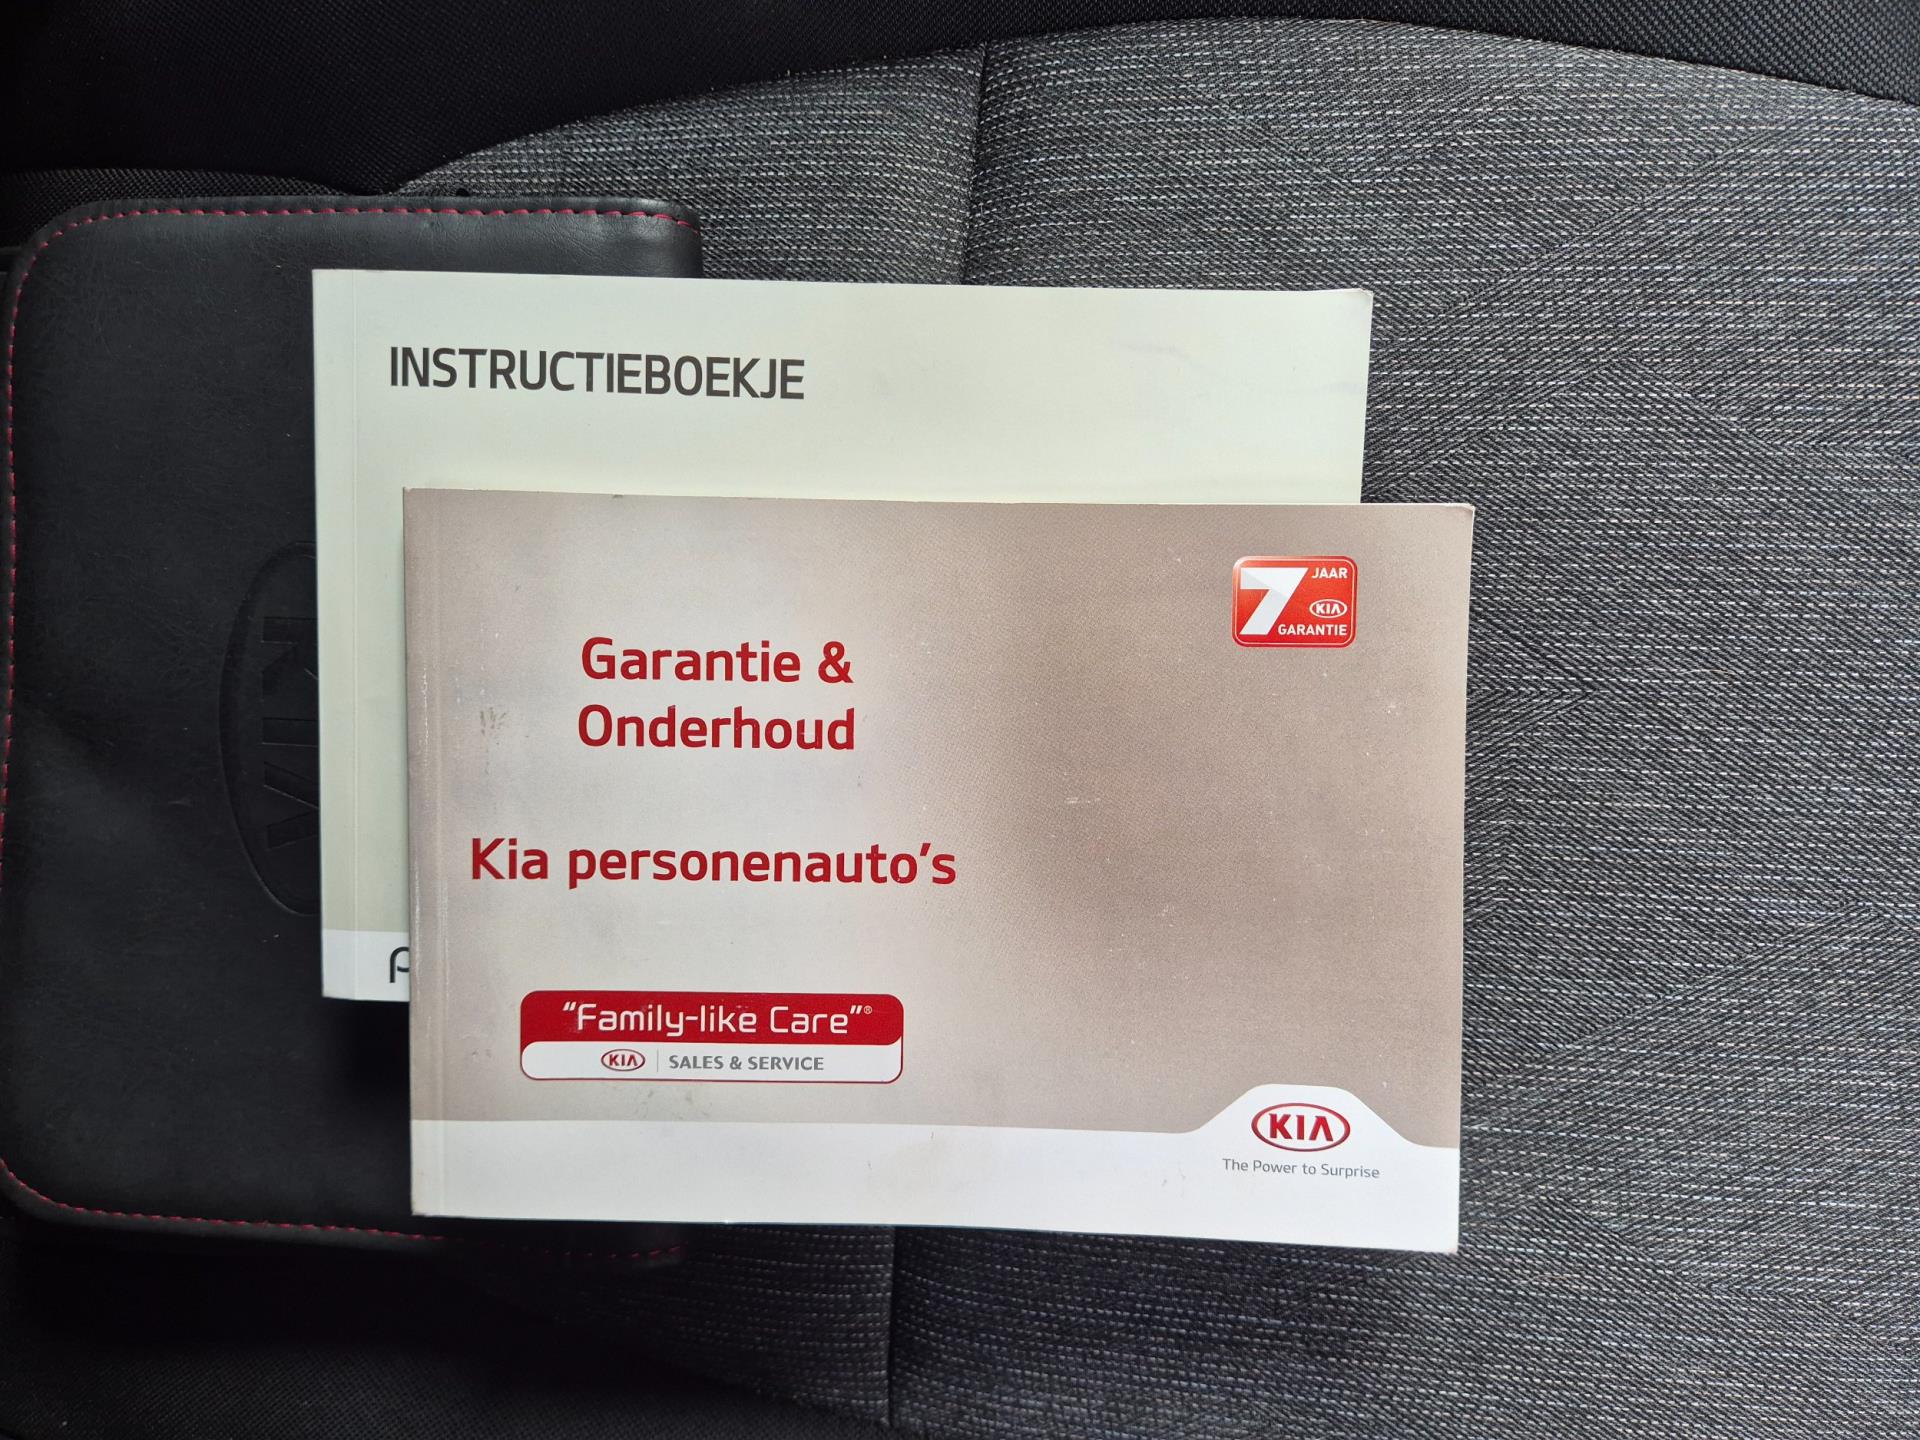 INSTRUCTIEBOEKJE
7 JAAR
KIA
GARANTIE
Garantie &
Onderhoud
Kia personenauto's
"Family-like Care"®
KIA | SALES & SERVICE
KIA
The Power to Surprise
KIA